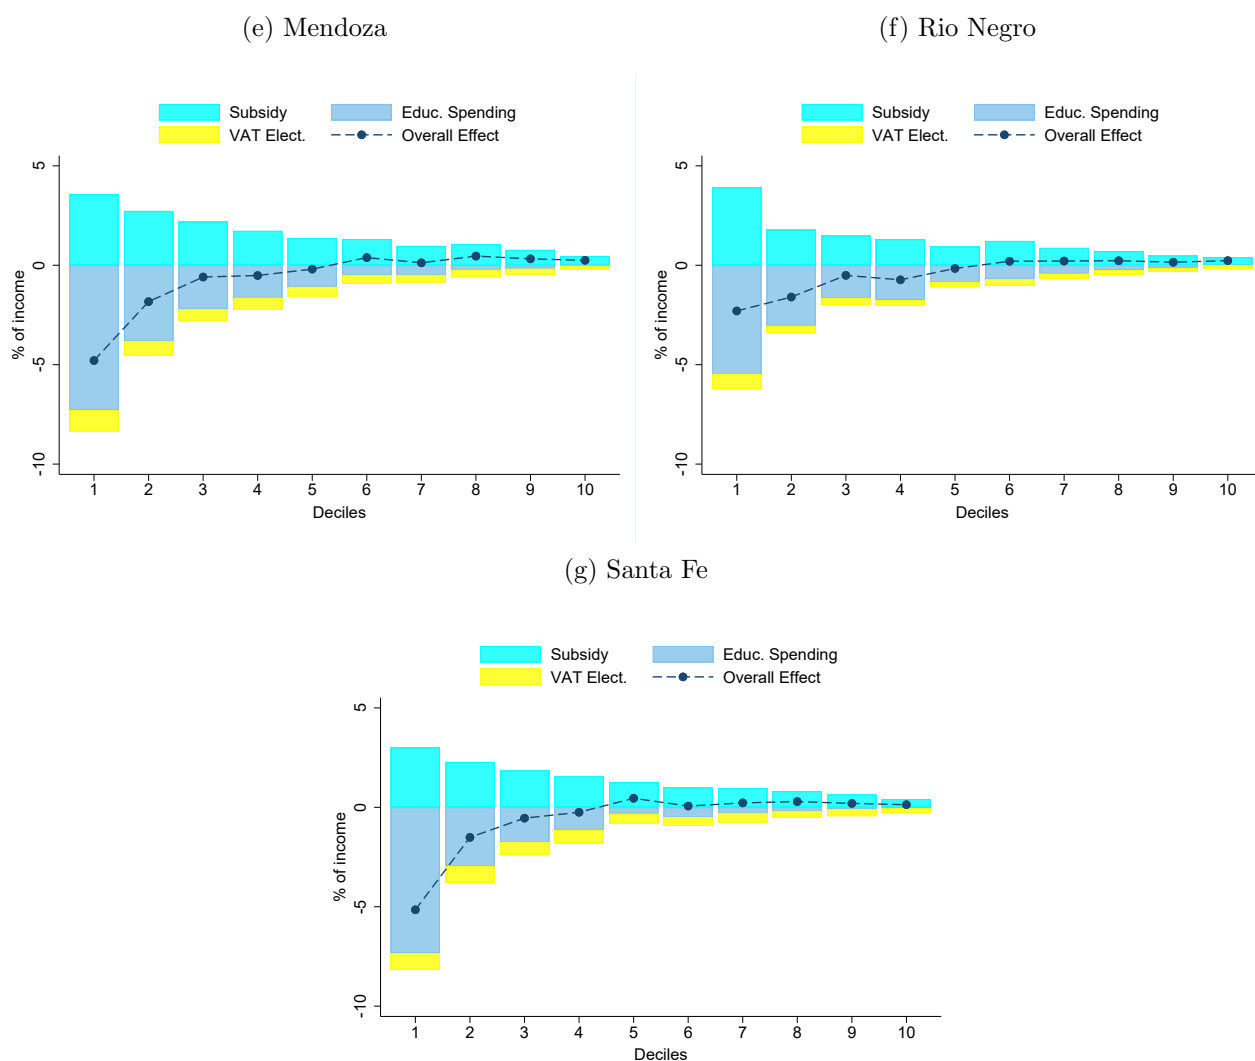 (e) Mendoza
Subsidy Educ. Spending
VAT Elect. Overall Effect
5
0
-5
-10
% of income
1 2 3 4 5 6 7 8 9 10
Deciles
(f) Rio Negro
Subsidy Educ. Spending
VAT Elect. Overall Effect
5
0
-5
-10
% of income
1 2 3 4 5 6 7 8 9 10
Deciles
(g) Santa Fe
Subsidy Educ. Spending
VAT Elect. Overall Effect
5
0
-5
-10
% of income
1 2 3 4 5 6 7 8 9 10
Deciles